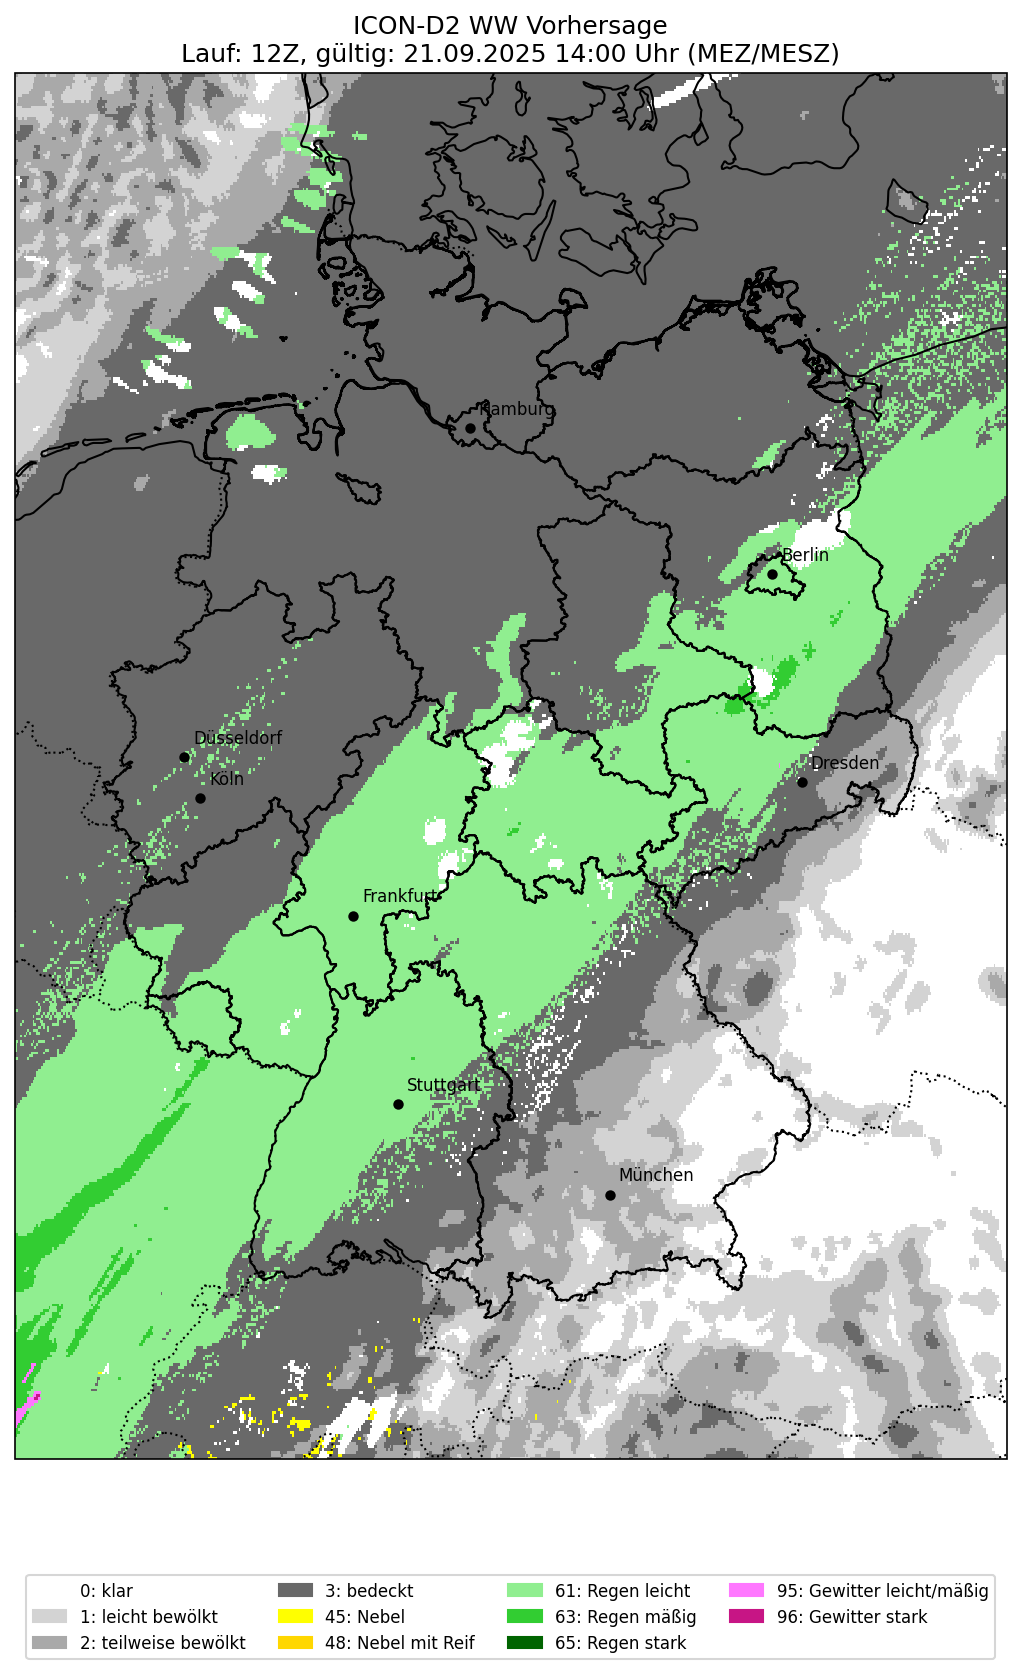 ICON-D2 WW Vorhersage
Lauf: 12Z, gültig: 21.09.2025 14:00 Uhr (MEZ/MESZ)
Hamburg
Berlin
Düsseldorf
Köln
Dresden
Frankfurt
Stuttgart
München
0: klar
1: leicht bewölkt
2: teilweise bewölkt
3: bedeckt
45: Nebel
48: Nebel mit Reif
61: Regen leicht
63: Regen mäßig
65: Regen stark
95: Gewitter leicht/mäßig
96: Gewitter stark